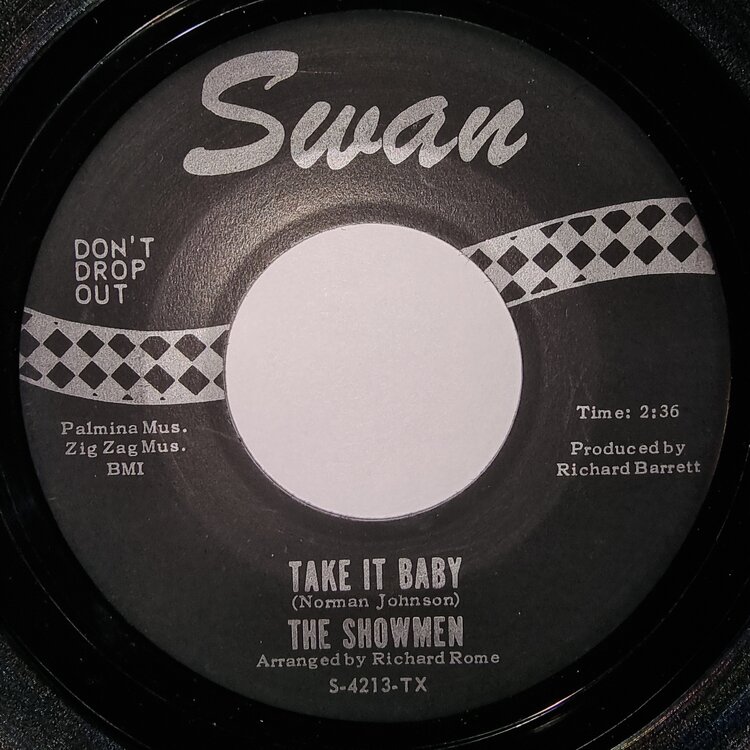 Swan
DON'T
DROP
OUT
Palmina Mus.
Zig Zag Mus.
BMI
Time: 2:36
Produced by
Richard Barrett
TAKE IT BABY
(Norman Johnson)
THE SHOWMEN
Arranged by Richard Rome
S-4213-TX